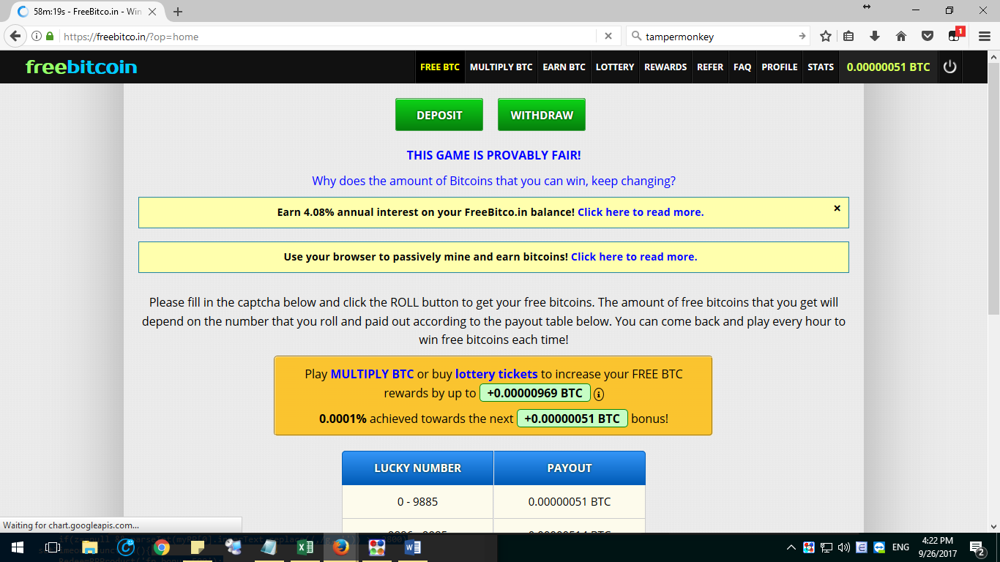 58m:19s - FreeBitco.in - Win
https://freebitco.in/?op=home
tampermonkey
1
freebitcoin
FREE BTC
MULTIPLY BTC
EARN BTC
LOTTERY
REWARDS
REFER
FAQ
PROFILE
STATS
0.00000051 BTC
DEPOSIT
WITHDRAW
THIS GAME IS PROVABLY FAIR!
Why does the amount of Bitcoins that you can win, keep changing?
Earn 4.08% annual interest on your FreeBitco.in balance! Click here to read more.
Use your browser to passively mine and earn bitcoins! Click here to read more.
Please fill in the captcha below and click the ROLL button to get your free bitcoins. The amount of free bitcoins that you get will
depend on the number that you roll and paid out according to the payout table below. You can come back and play every hour to
win free bitcoins each time!
Play MULTIPLY BTC or buy lottery tickets to increase your FREE BTC
rewards by up to +0.00000969 BTC
0.0001% achieved towards the next +0.00000051 BTC bonus!
LUCKY NUMBER
PAYOUT
0 - 9885
0.00000051 BTC
Waiting for chart.googleapis.com...
ENG
4:22 PM
9/26/2017
2